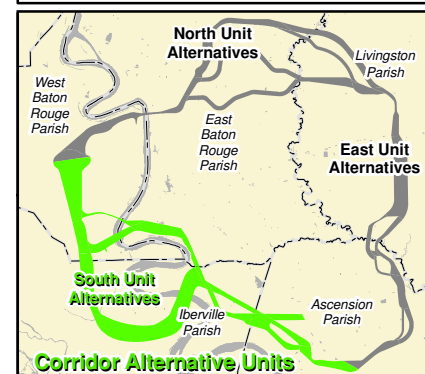 North Unit
Alternatives
Livingston
Parish
West
Baton
Rouge
Parish
East
Baton
Rouge
Parish
East Unit
Alternatives
South Unit
Alternatives
Iberville
Parish
Ascension
Parish
Corridor Alternative Units